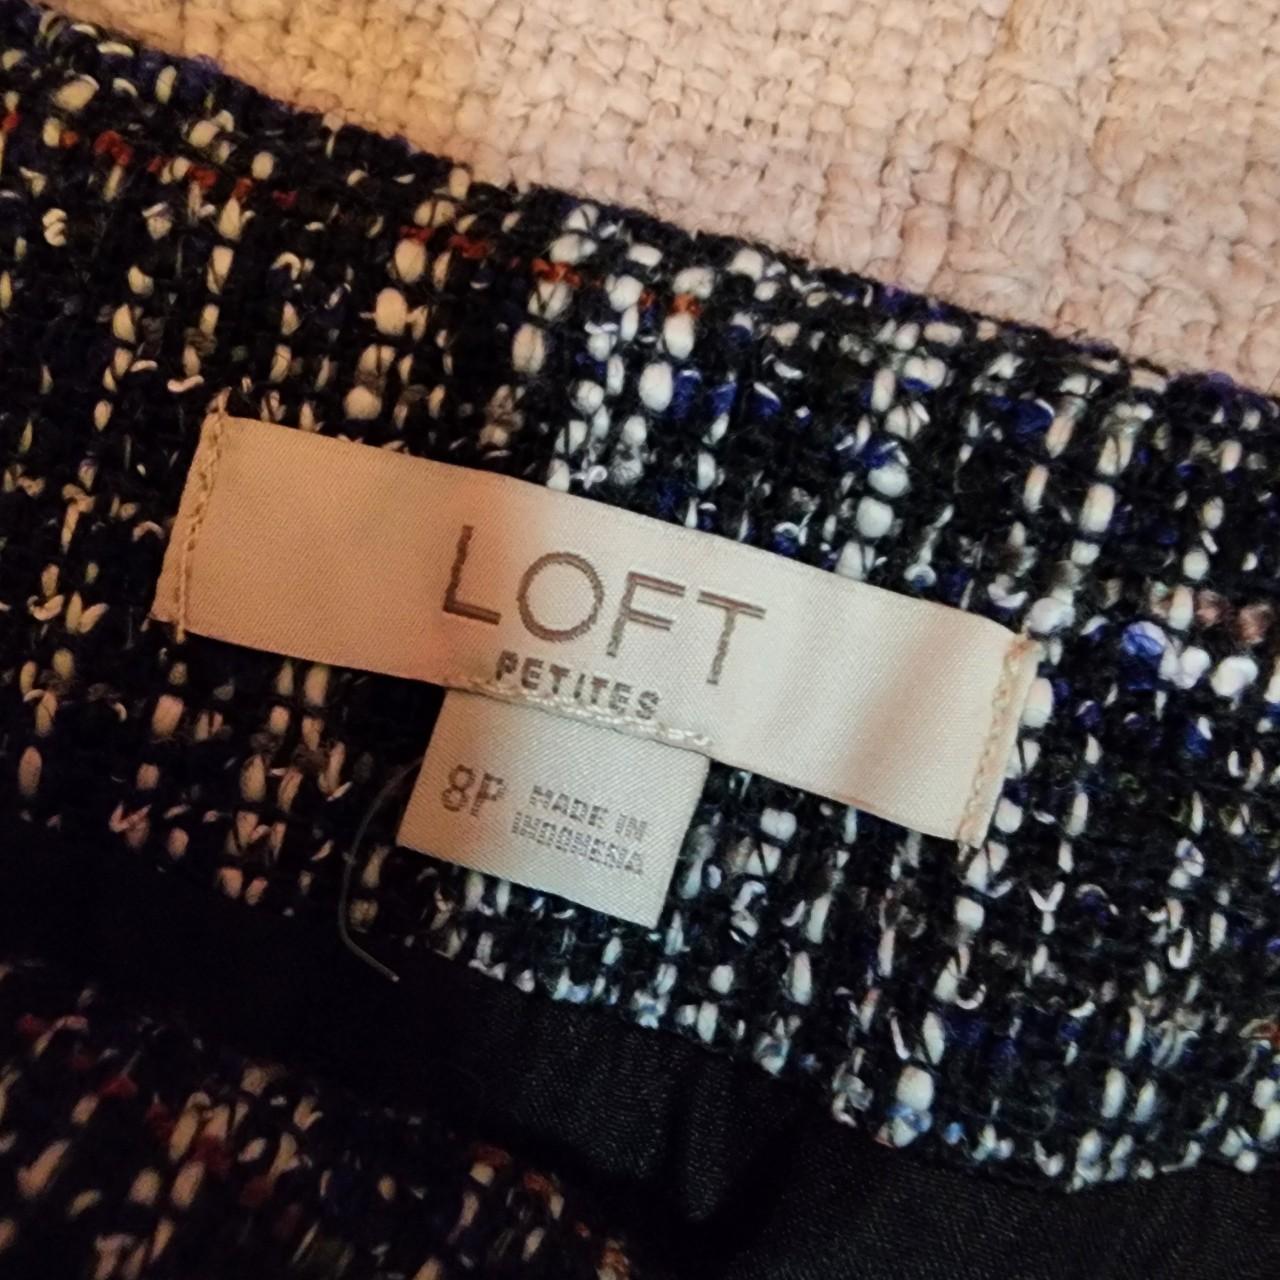 LOFT
PETITES
8P
MADE IN
INDONESIA